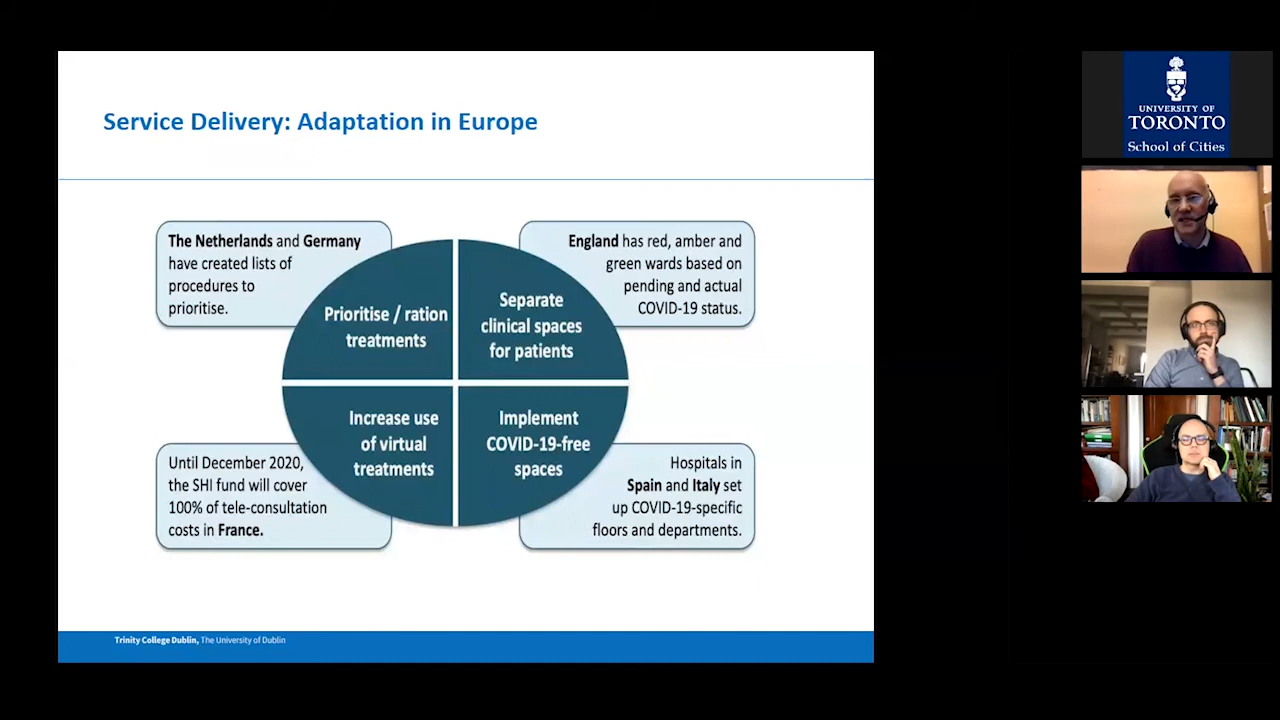 Service Delivery: Adaptation in Europe
The Netherlands and Germany
have created lists of
procedures to
prioritise.
England has red, amber and
green wards based on
pending and actual
COVID-19 status.
Prioritise / ration
treatments
Separate
clinical spaces
for patients
Increase use
of virtual
treatments
Implement
COVID-19-free
spaces
Until December 2020,
the SHI fund will cover
100% of tele-consultation
costs in France.
Hospitals in
Spain and Italy set
up COVID-19-specific
floors and departments.
Trinity College Dublin, The University of Dublin
UNIVERSITY OF
TORONTO
School of Cities